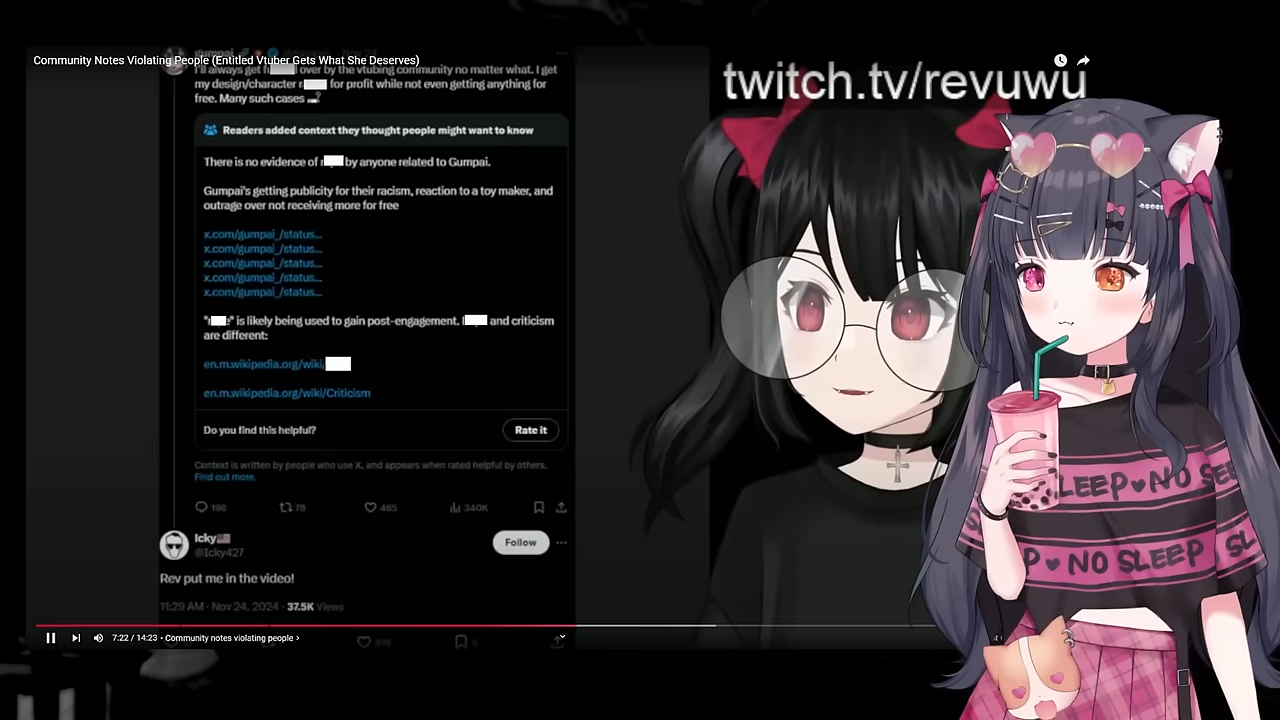 gumpai
Nov 24
Community Notes Violating People (Entitled Vtuber Gets What She Deserves)
I'll always get f l over by the vtubing community no matter what. I get
my design/character r for profit while not even getting anything for
free. Many such cases
Readers added context they thought people might want to know
There is no evidence of r by anyone related to Gumpai.
Gumpai's getting publicity for their racism, reaction to a toy maker, and
outrage over not receiving more for free
x.com/gumpai_/status...
x.com/gumpai_/status...
x.com/gumpai_/status...
x.com/gumpai_/status...
x.com/gumpai_/status...
"r e" is likely being used to gain post-engagement. and criticism
are different:
en.m.wikipedia.org/wiki/
en.m.wikipedia.org/wiki/Criticism
Do you find this helpful?
Rate it
Context is written by people who use X, and appears when rated helpful by others.
Find out more.
196 78 465 340K
Icky
@Icky427
Follow
Rev put me in the video!
11:29 AM · Nov 24, 2024 · 37.5K Views
7:22 / 14:23 • Community notes violating people >
twitch.tv/revuwu
LEEP NO SEE
P NO SLEEP SL